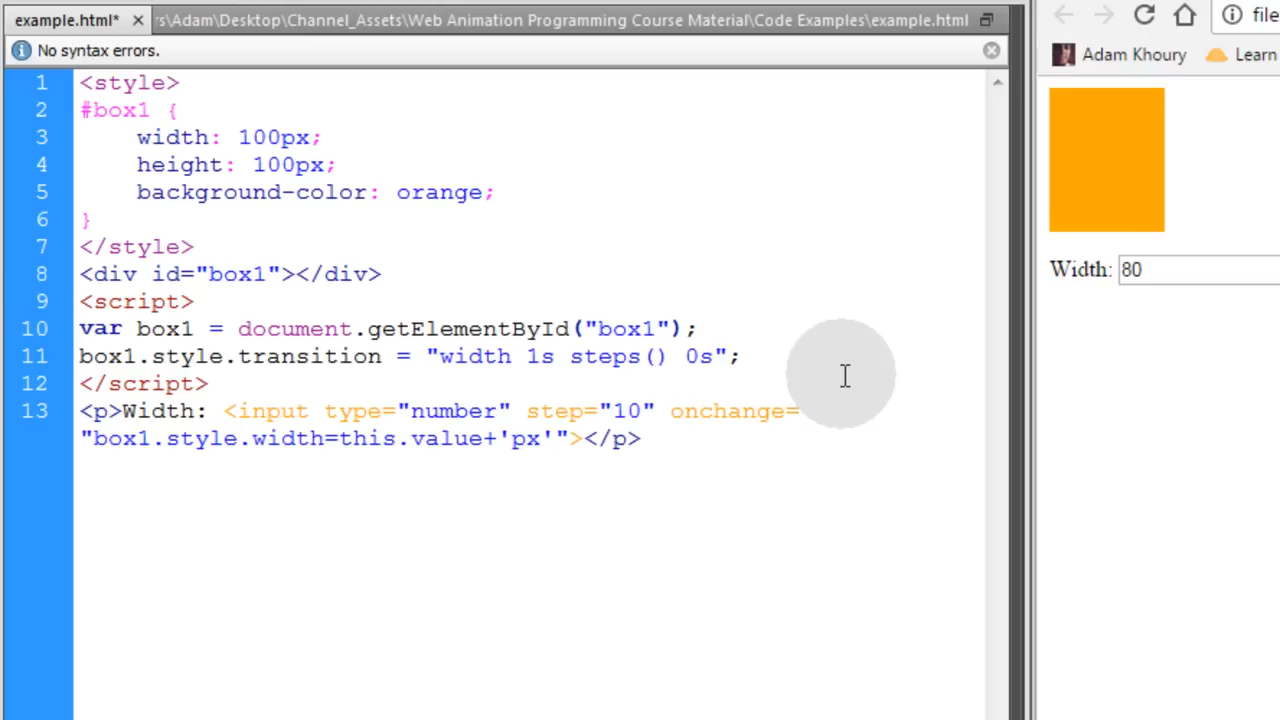 example.html* × rs\Adam\Desktop\Channel_Assets\Web Animation Programming Course Material\Code Examples\example.html
No syntax errors.
1 <style>
2 #box1 {
3 width: 100px;
4 height: 100px;
5 background-color: orange;
6 }
7 </style>
8 <div id="box1"></div>
9 <script>
10 var box1 = document.getElementById("box1");
11 box1.style.transition = "width 1s steps() 0s";
12 </script>
13 <p>Width: <input type="number" step="10" onchange=
"box1.style.width=this.value+'px'"></p>
file
Adam Khoury Learn
Width: 80